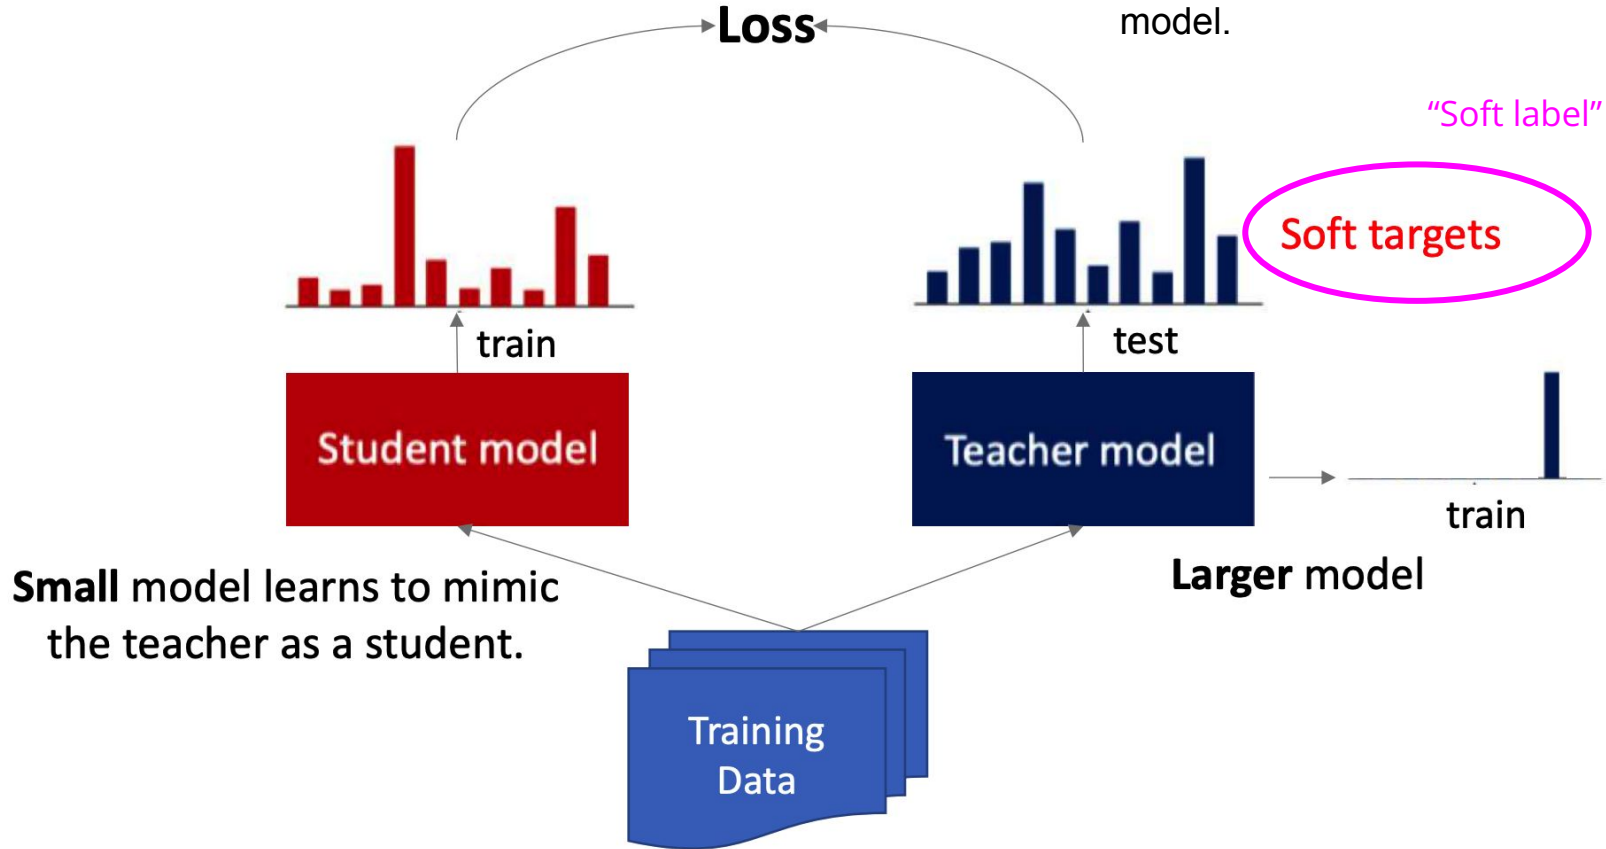 Loss
model.
“Soft label”
Soft targets
train
test
Student model
Teacher model
train
Small model learns to mimic
the teacher as a student.
Larger model
Training
Data